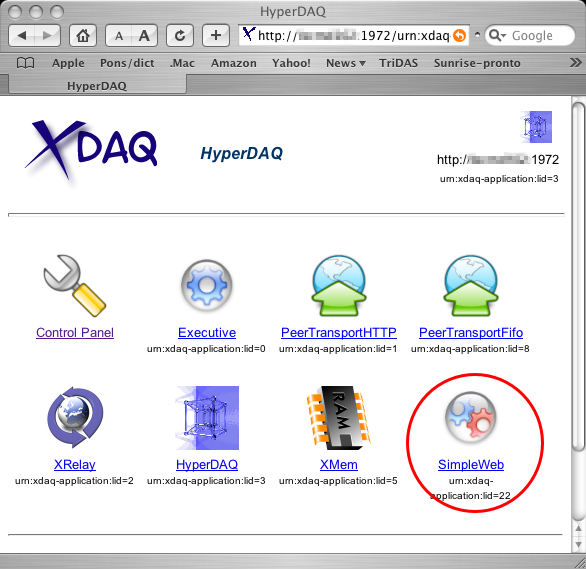 HyperDAQ
A A
http:// :1972/urn:xdaq
Google
Apple Pons/dict .Mac Amazon Yahoo! News TriDAS Sunrise-pronto
HyperDAQ
XDAQ
HyperDAQ
http:// :1972
urn:xdaq-application:lid=3
Control Panel
Executive
urn:xdaq-application:lid=0
PeerTransportHTTP
urn:xdaq-application:lid=1
PeerTransportFifo
urn:xdaq-application:lid=8
XRelay
urn:xdaq-application:lid=2
HyperDAQ
urn:xdaq-application:lid=3
RAM
XMem
urn:xdaq-application:lid=5
SimpleWeb
urn:xdaq-
application:lid=22